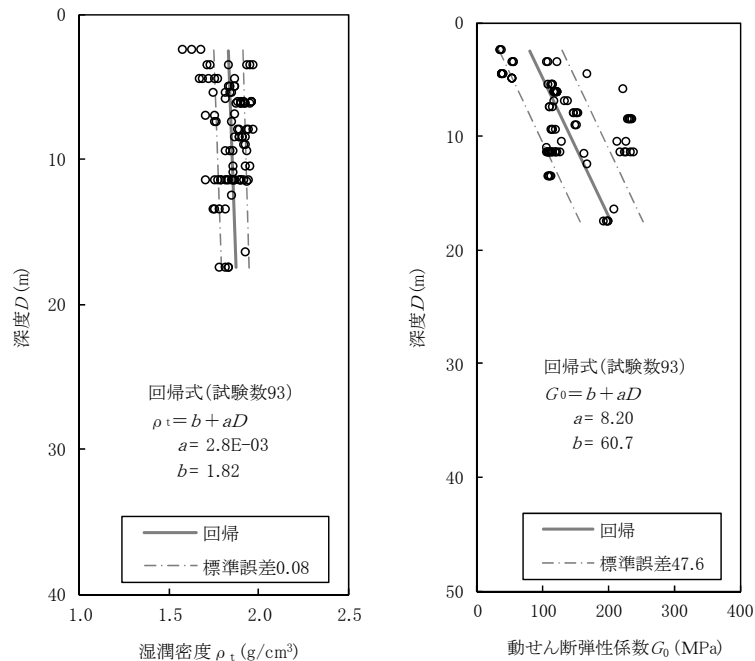 0
10
20
30
40
深度D(m)
1.0 1.5 2.0 2.5
湿潤密度 ρt (g/cm³)
回帰式(試験数93)
ρt=b+aD
a= 2.8E-03
b= 1.82
回帰
標準誤差0.08
0
10
20
30
40
50
深度D(m)
0 100 200 300 400
動せん断弾性係数G₀ (MPa)
回帰式(試験数93)
G₀=b+aD
a= 8.20
b= 60.7
回帰
標準誤差47.6